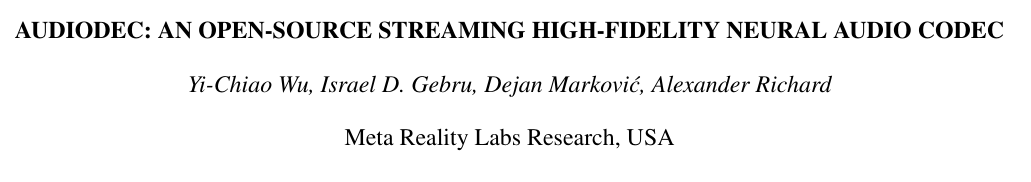 AUDIODEC: AN OPEN-SOURCE STREAMING HIGH-FIDELITY NEURAL AUDIO CODEC
Yi-Chiao Wu, Israel D. Gebru, Dejan Marković, Alexander Richard
Meta Reality Labs Research, USA